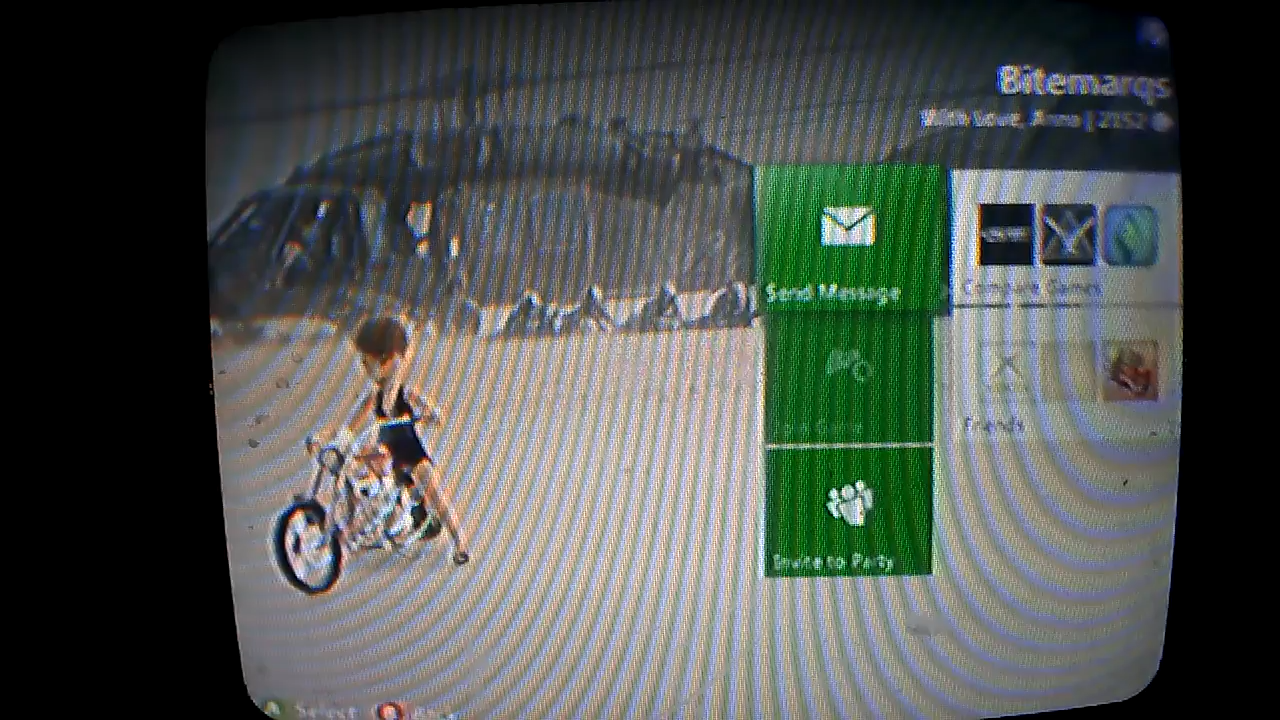 Bitemarqs
With Love, Anna | 2152
Send Message
Compare Games
Friends
Invite to Party
Select